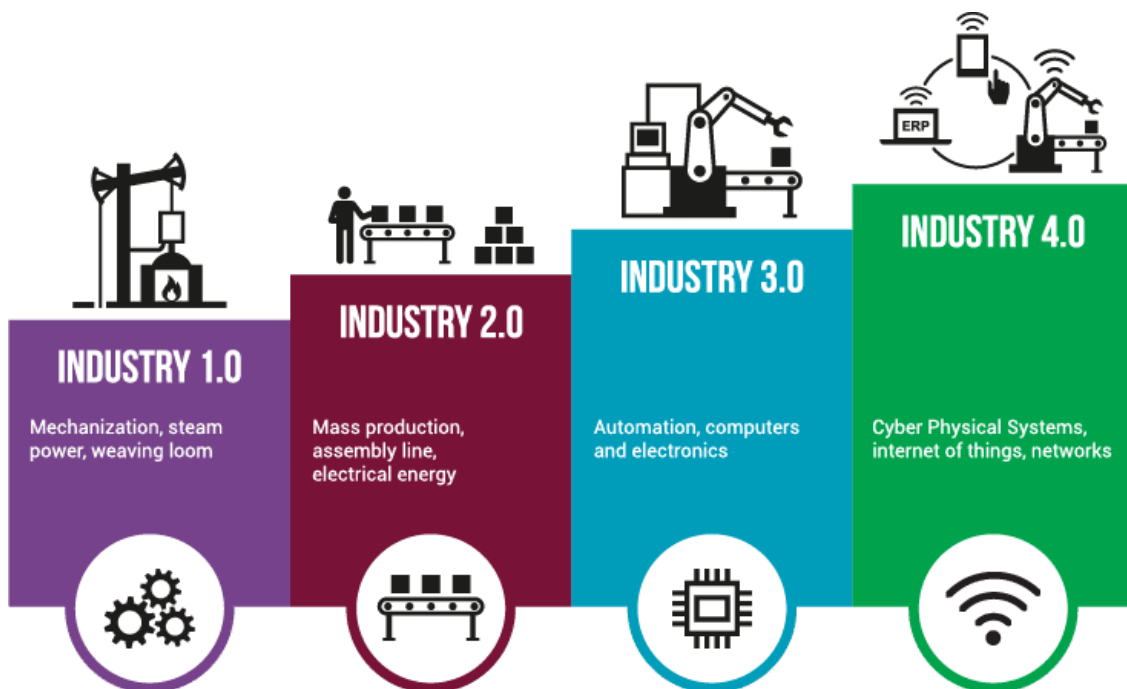 ERP
INDUSTRY 1.0
Mechanization, steam
power, weaving loom
INDUSTRY 2.0
Mass production,
assembly line,
electrical energy
INDUSTRY 3.0
Automation, computers
and electronics
INDUSTRY 4.0
Cyber Physical Systems,
internet of things, networks